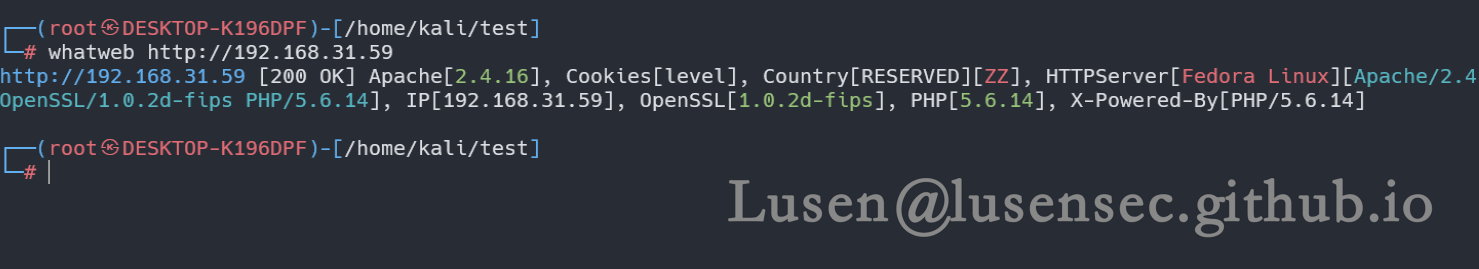 ┌──(root㉿DESKTOP-K196DPF)-[/home/kali/test]
└─# whatweb http://192.168.31.59
http://192.168.31.59 [200 OK] Apache[2.4.16], Cookies[level], Country[RESERVED][ZZ], HTTPServer[Fedora Linux][Apache/2.4
OpenSSL/1.0.2d-fips PHP/5.6.14], IP[192.168.31.59], OpenSSL[1.0.2d-fips], PHP[5.6.14], X-Powered-By[PHP/5.6.14]
┌──(root㉿DESKTOP-K196DPF)-[/home/kali/test]
└─#
Lusen@lusensec.github.io